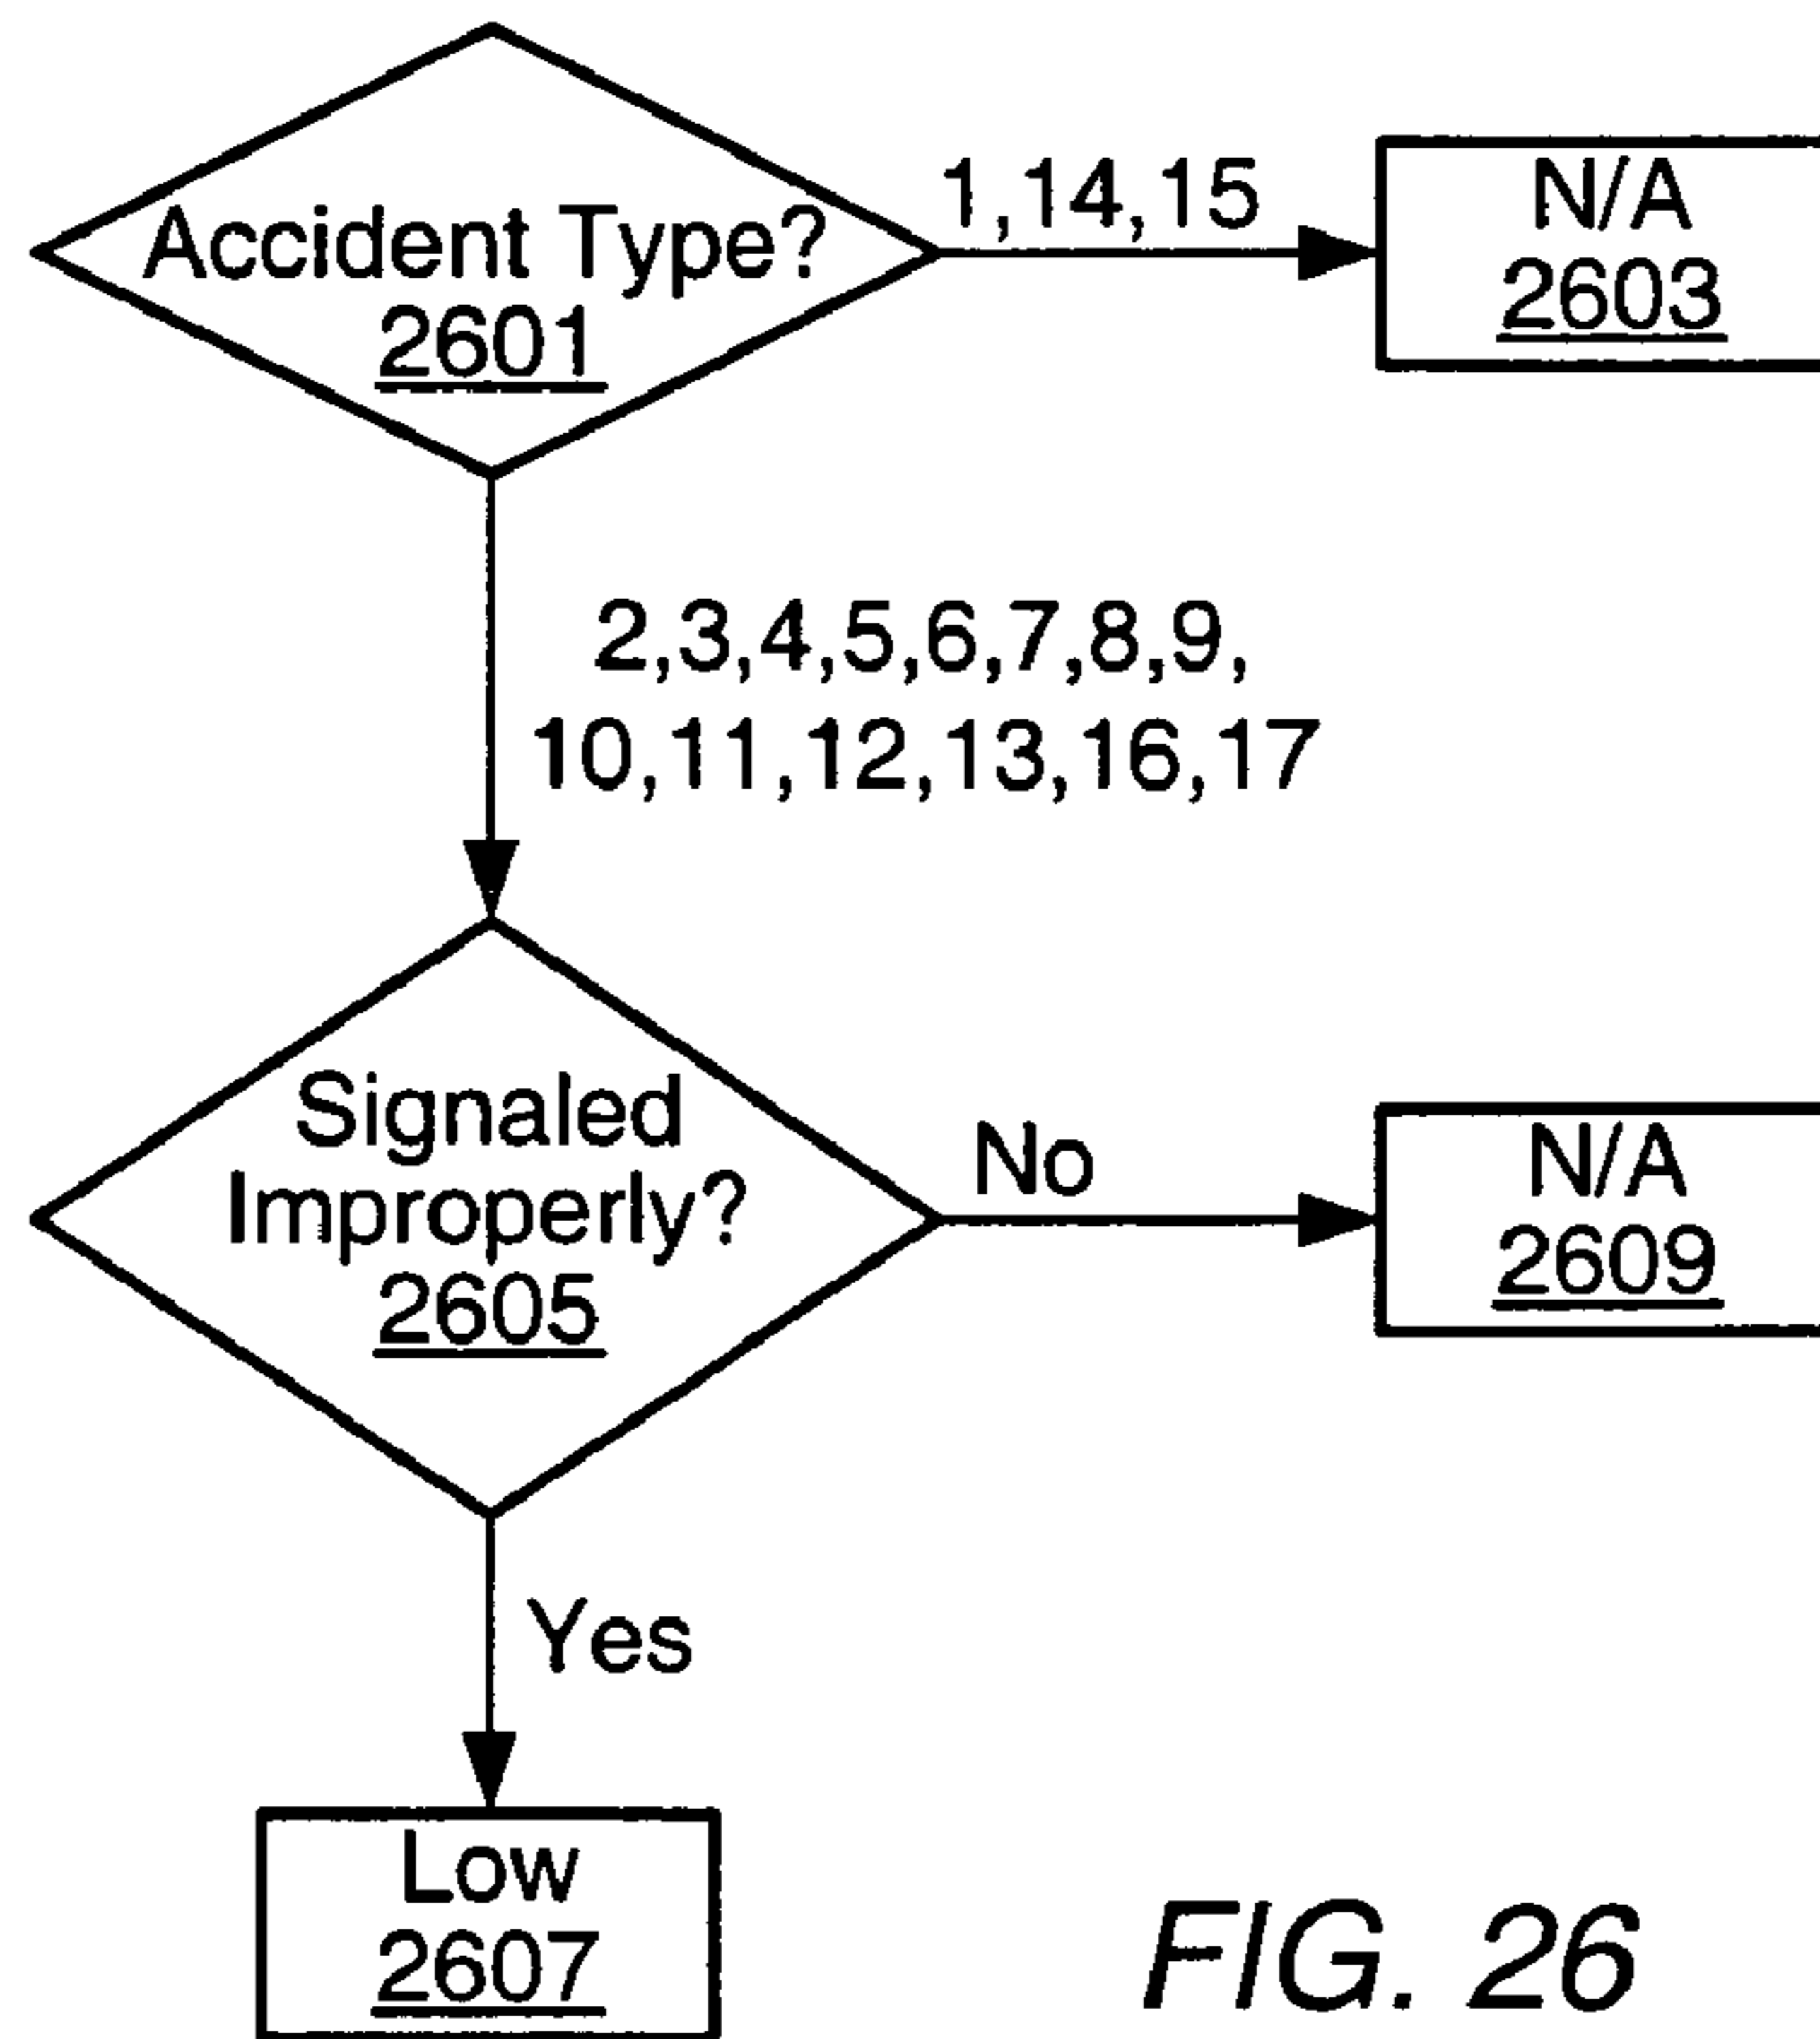 Accident Type?
2601
1,14,15
N/A
2603
2,3,4,5,6,7,8,9,
10,11,12,13,16,17
Signaled
Improperly?
2605
No
N/A
2609
Yes
Low
2607
FIG. 26